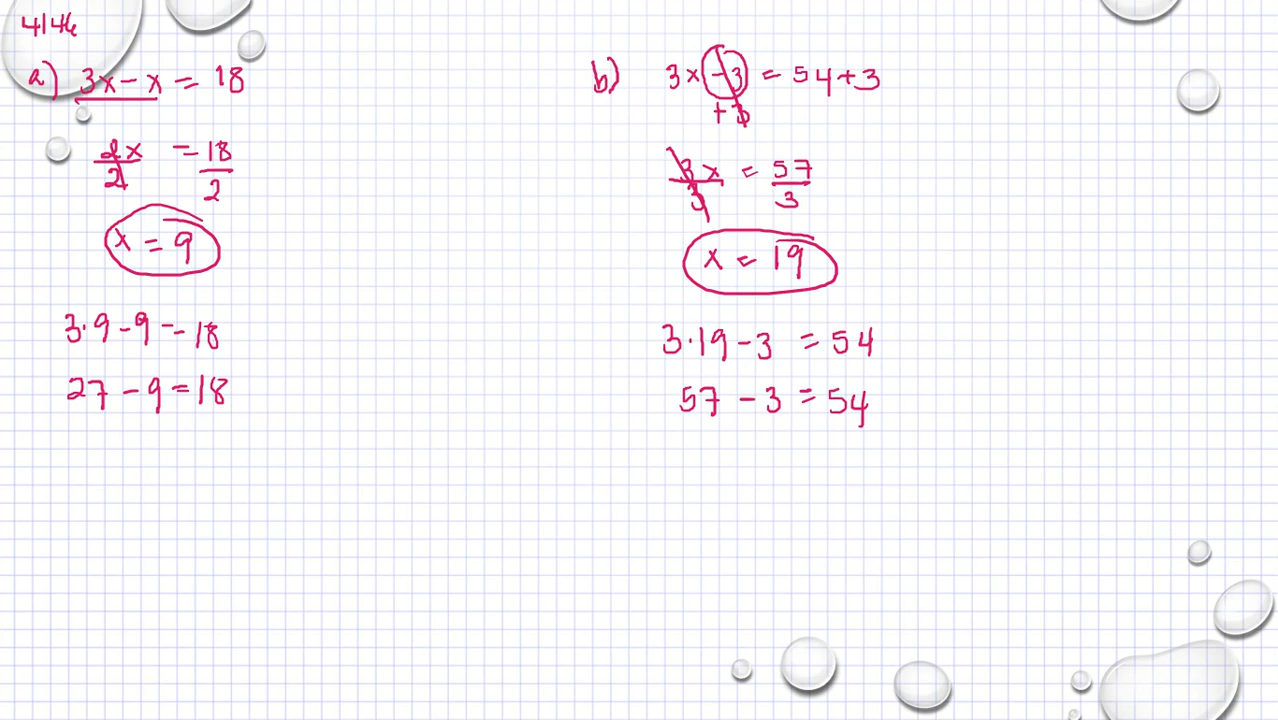 4146
a) 3x - x = 18
2x = 18
2 2
x = 9
3·9 - 9 = 18
27 - 9 = 18
b) 3x - 3 = 54 + 3
+ 3
3x = 57
3 3
x = 19
3·19 - 3 = 54
57 - 3 = 54